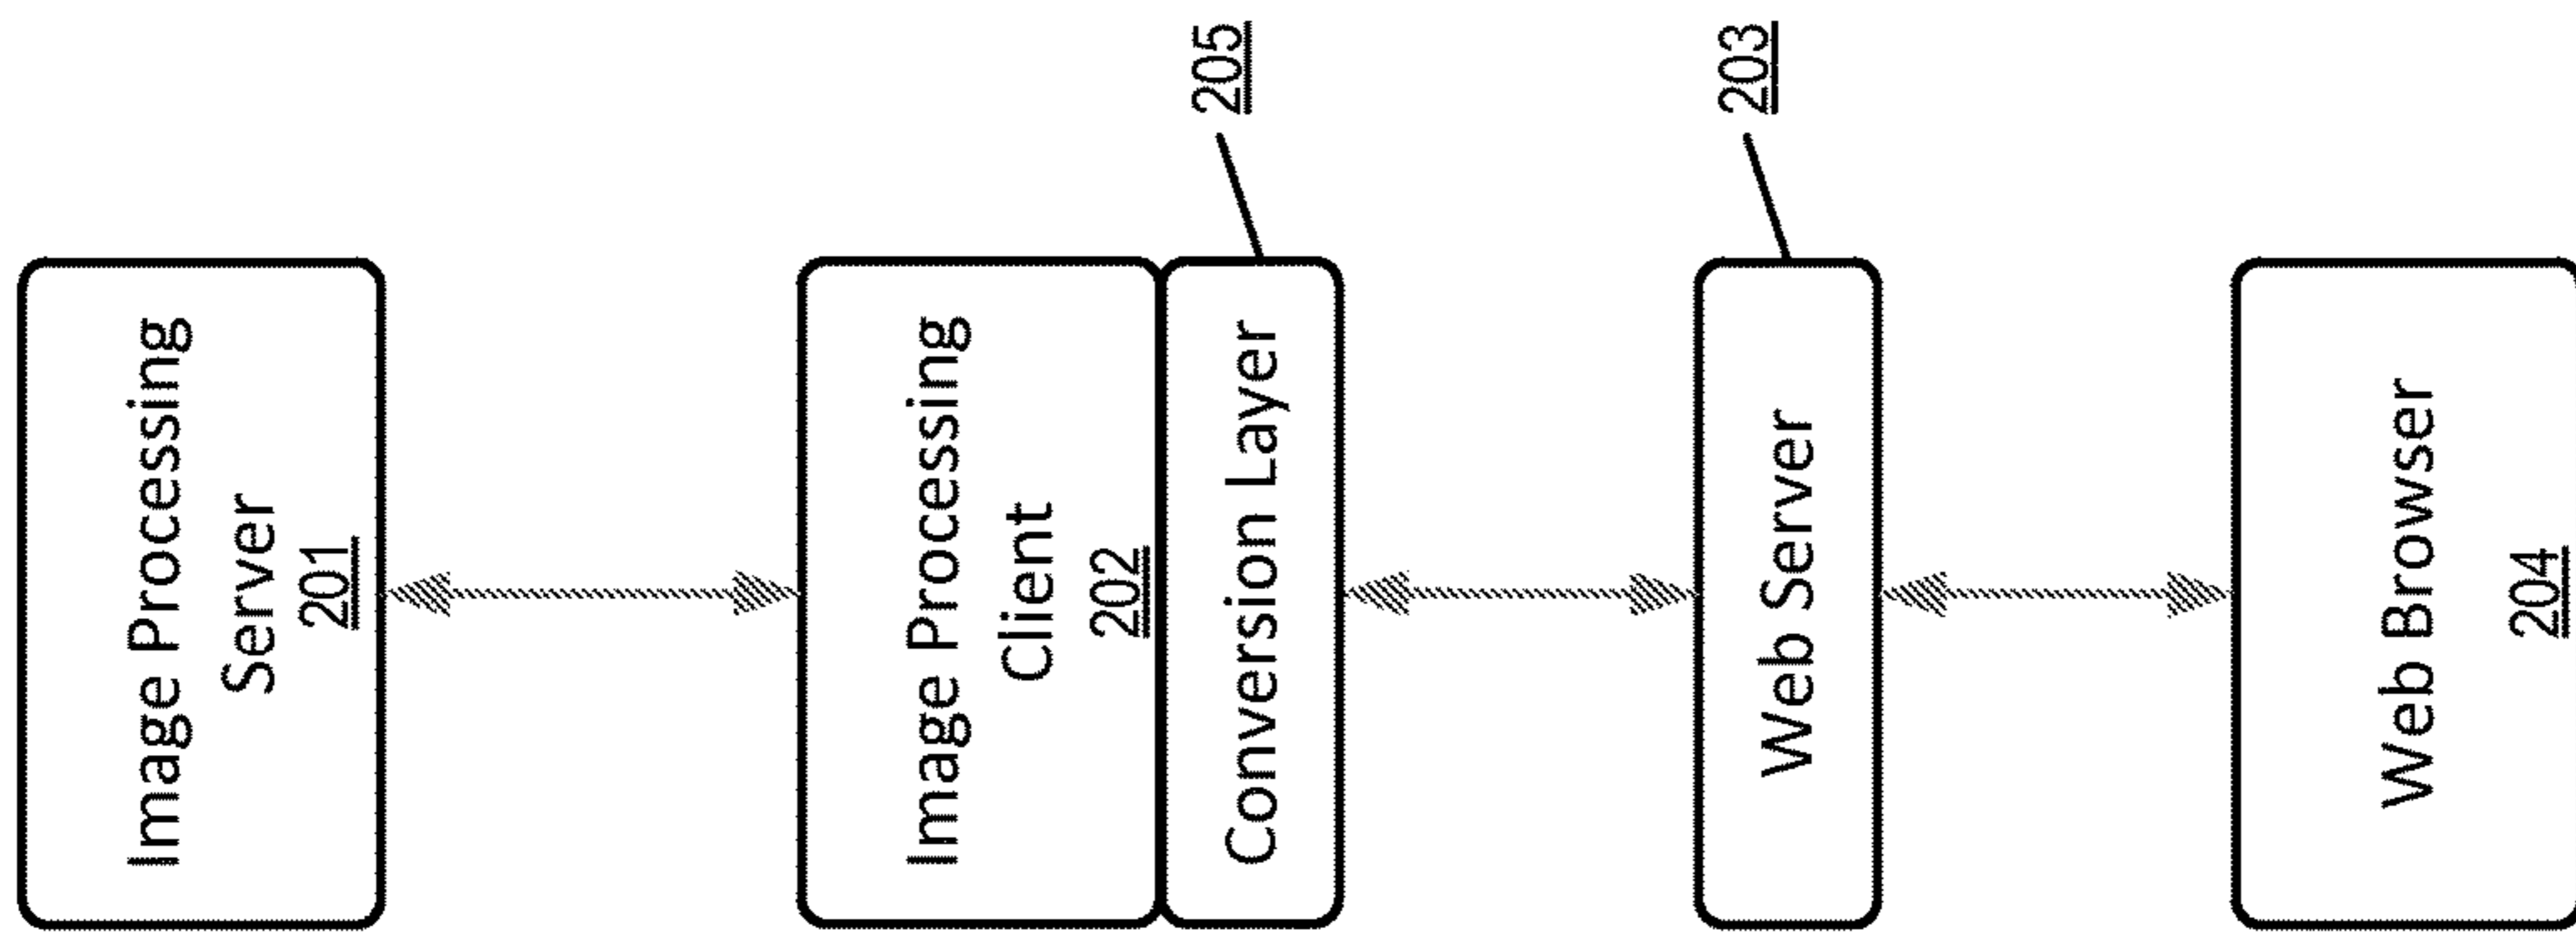 Image Processing
Server
201
Image Processing
Client
202
Conversion Layer
205
Web Server
203
Web Browser
204